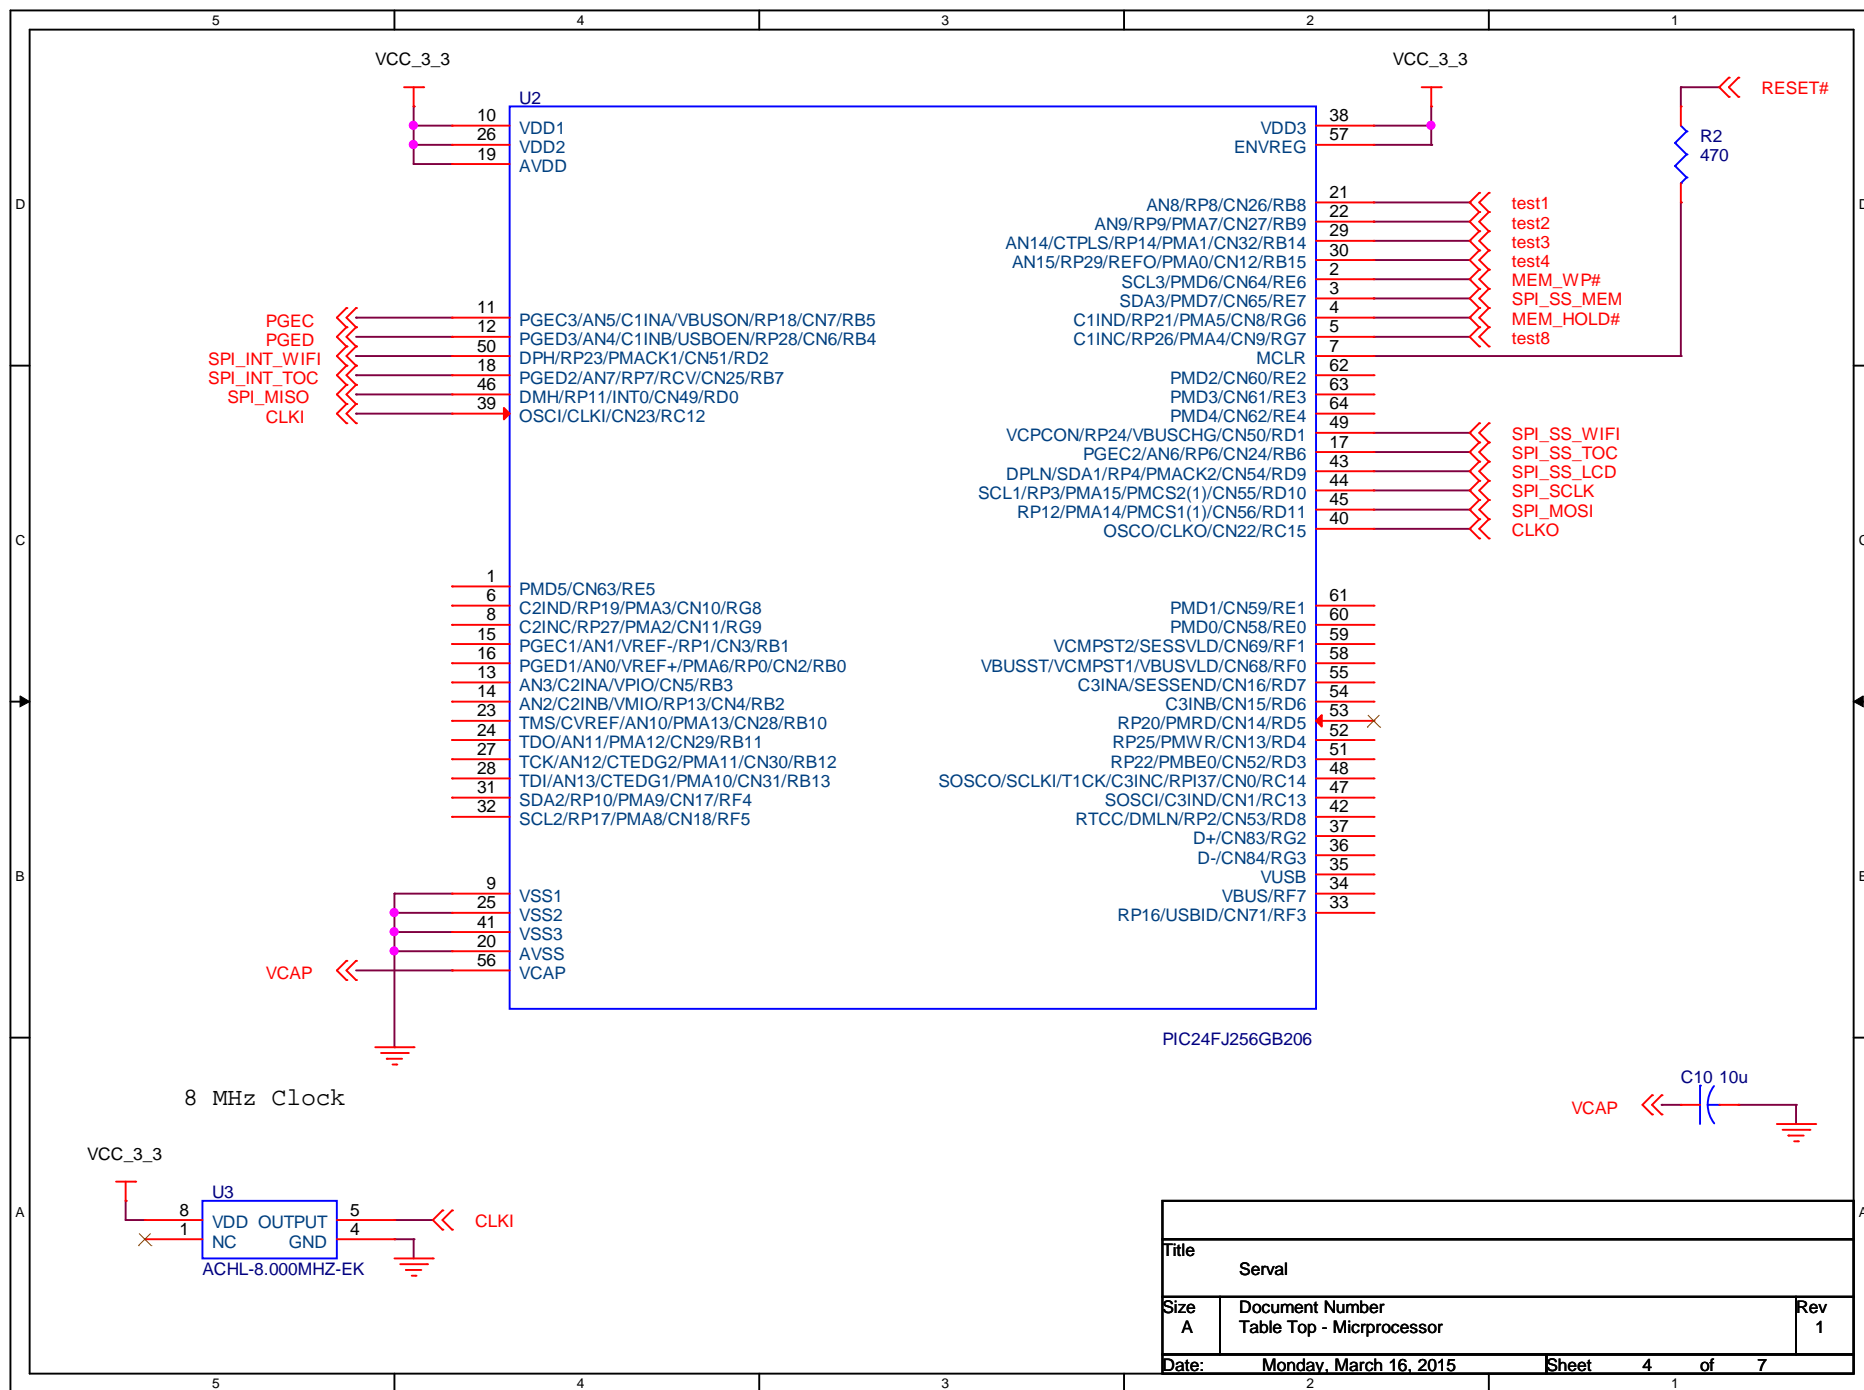 5 4 3 2 1
VCC_3_3
VCC_3_3
RESET#
U2
R2
470
10 VDD1
26 VDD2
19 AVDD
VDD3 38
ENVREG 57
D
D
AN8/RP8/CN26/RB8 21 test1
AN9/RP9/PMA7/CN27/RB9 22 test2
AN14/CTPLS/RP14/PMA1/CN32/RB14 29 test3
AN15/RP29/REFO/PMA0/CN12/RB15 30 test4
SCL3/PMD6/CN64/RE6 2 MEM_WP#
SDA3/PMD7/CN65/RE7 3 SPI_SS_MEM
C1IND/RP21/PMA5/CN8/RG6 4 MEM_HOLD#
C1INC/RP26/PMA4/CN9/RG7 5 test8
MCLR 7
PMD2/CN60/RE2 62
PMD3/CN61/RE3 63
PMD4/CN62/RE4 64
VCPCON/RP24/VBUSCHG/CN50/RD1 49 SPI_SS_WIFI
PGEC2/AN6/RP6/CN24/RB6 17 SPI_SS_TOC
DPLN/SDA1/RP4/PMACK2/CN54/RD9 43 SPI_SS_LCD
SCL1/RP3/PMA15/PMCS2(1)/CN55/RD10 44 SPI_SCLK
RP12/PMA14/PMCS1(1)/CN56/RD11 45 SPI_MOSI
OSCO/CLKO/CN22/RC15 40 CLKO
PGEC 11 PGEC3/AN5/C1INA/VBUSON/RP18/CN7/RB5
PGED 12 PGED3/AN4/C1INB/USBOEN/RP28/CN6/RB4
SPI_INT_WIFI 50 DPH/RP23/PMACK1/CN51/RD2
SPI_INT_TOC 18 PGED2/AN7/RP7/RCV/CN25/RB7
SPI_MISO 46 DMH/RP11/INT0/CN49/RD0
CLKI 39 OSCI/CLKI/CN23/RC12
C
C
1 PMD5/CN63/RE5
6 C2IND/RP19/PMA3/CN10/RG8
8 C2INC/RP27/PMA2/CN11/RG9
15 PGEC1/AN1/VREF-/RP1/CN3/RB1
16 PGED1/AN0/VREF+/PMA6/RP0/CN2/RB0
13 AN3/C2INA/VPIO/CN5/RB3
14 AN2/C2INB/VMIO/RP13/CN4/RB2
23 TMS/CVREF/AN10/PMA13/CN28/RB10
24 TDO/AN11/PMA12/CN29/RB11
27 TCK/AN12/CTEDG2/PMA11/CN30/RB12
28 TDI/AN13/CTEDG1/PMA10/CN31/RB13
31 SDA2/RP10/PMA9/CN17/RF4
32 SCL2/RP17/PMA8/CN18/RF5
PMD1/CN59/RE1 61
PMD0/CN58/RE0 60
VCMPST2/SESSVLD/CN69/RF1 59
VBUSST/VCMPST1/VBUSVLD/CN68/RF0 58
C3INA/SESSEND/CN16/RD7 55
C3INB/CN15/RD6 54
RP20/PMRD/CN14/RD5 53
RP25/PMWR/CN13/RD4 52
RP22/PMBE0/CN52/RD3 51
SOSCO/SCLKI/T1CK/C3INC/RPI37/CN0/RC14 48
SOSCI/C3IND/CN1/RC13 47
RTCC/DMLN/RP2/CN53/RD8 42
D+/CN83/RG2 37
D-/CN84/RG3 36
VUSB 35
VBUS/RF7 34
RP16/USBID/CN71/RF3 33
B
B
9 VSS1
25 VSS2
41 VSS3
20 AVSS
VCAP 56 VCAP
PIC24FJ256GB206
8 MHz Clock
C10 10u
VCAP
VCC_3_3
U3
8 VDD OUTPUT 5 CLKI
1 NC GND 4
ACHL-8.000MHZ-EK
A
A
Title
Serval
Size Document Number Rev
A Table Top - Micrprocessor 1
Date: Monday, March 16, 2015 Sheet 4 of 7
5 4 3 2 1